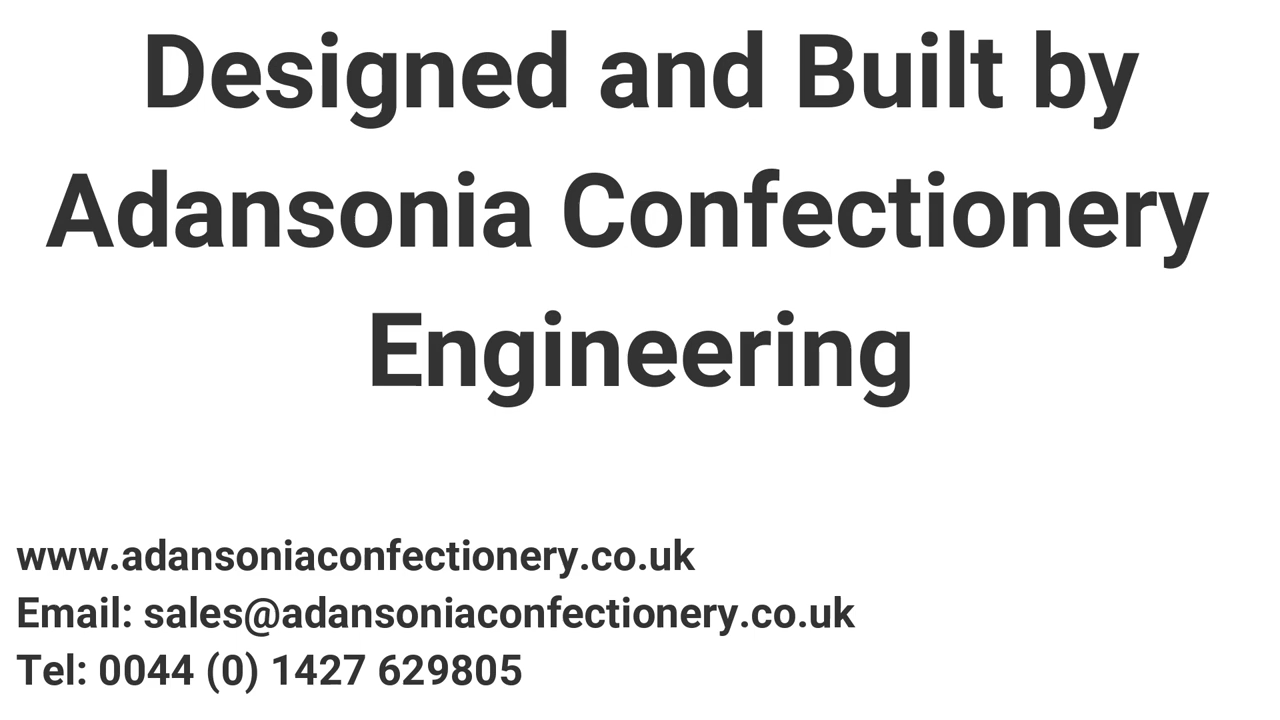 Designed and Built by
Adansonia Confectionery
Engineering
www.adansoniaconfectionery.co.uk
Email: sales@adansoniaconfectionery.co.uk
Tel: 0044 (0) 1427 629805